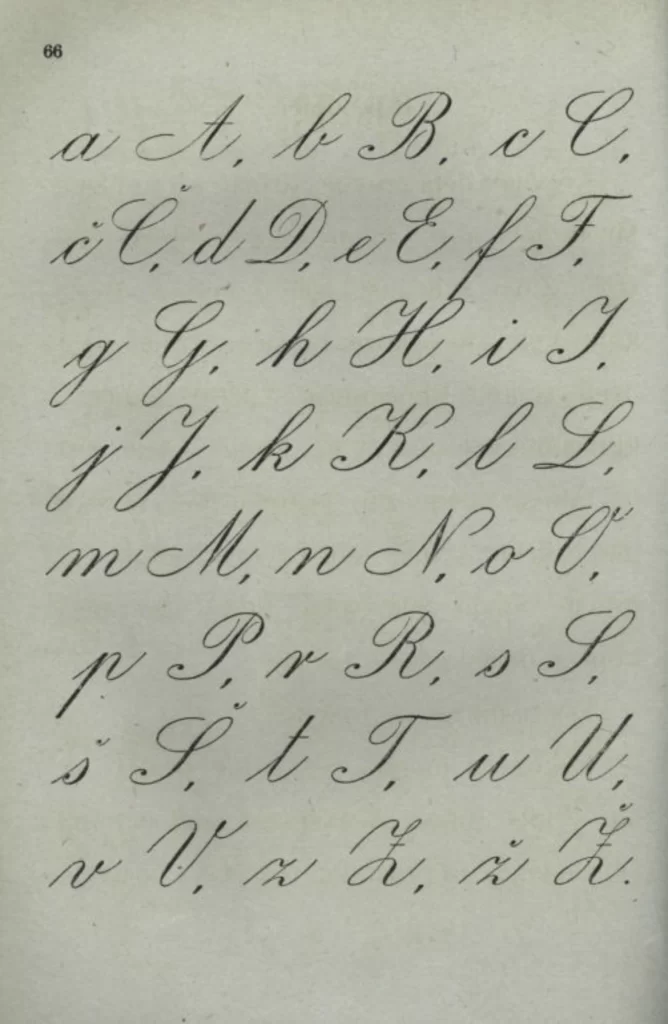 66
a A, b B, c C,
č Č, d D, e E, f F,
g G, h H, i I,
j J, k K, l L,
m M, n N, o O,
p P, r R, s S,
š Š, t T, u U,
v V, z Z, ž Ž.